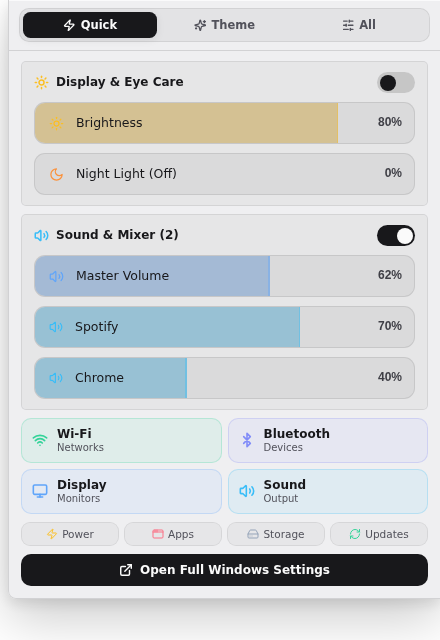 Quick Theme All
Display & Eye Care
Brightness 80%
Night Light (Off) 0%
Sound & Mixer (2)
Master Volume 62%
Spotify 70%
Chrome 40%
Wi-Fi
Networks
Bluetooth
Devices
Display
Monitors
Sound
Output
Power Apps Storage Updates
Open Full Windows Settings